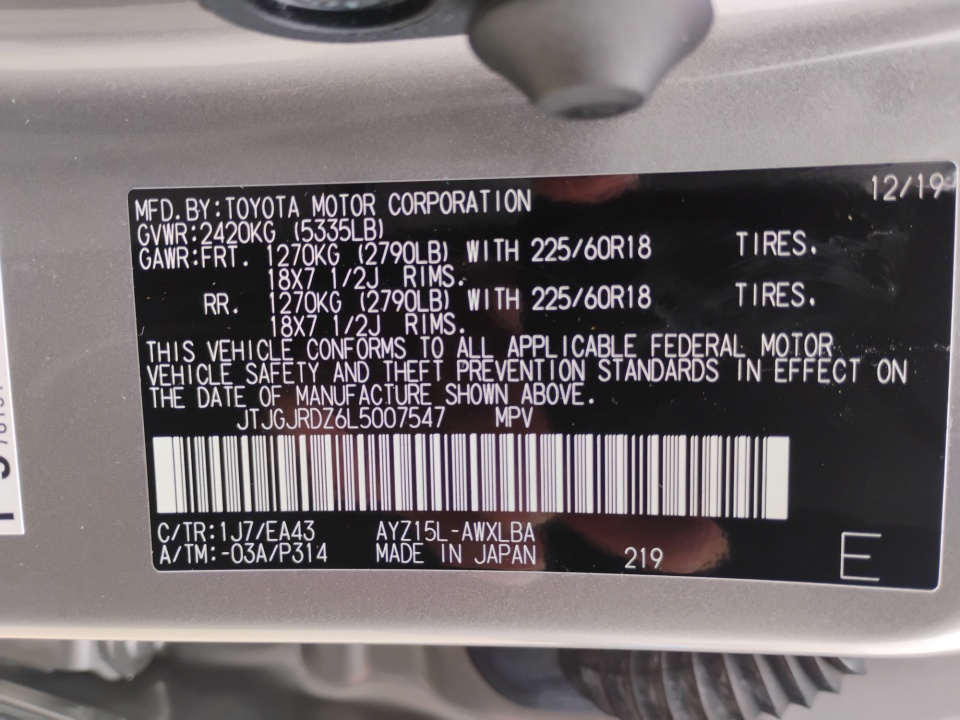 12/19
MFD.BY:TOYOTA MOTOR CORPORATION
GVWR:2420KG (5335LB)
GAWR:FRT. 1270KG (2790LB) WITH 225/60R18 TIRES.
18X7 1/2J RIMS.
RR. 1270KG (2790LB) WITH 225/60R18 TIRES.
18X7 1/2J RIMS.
THIS VEHICLE CONFORMS TO ALL APPLICABLE FEDERAL MOTOR
VEHICLE SAFETY AND THEFT PREVENTION STANDARDS IN EFFECT ON
THE DATE OF MANUFACTURE SHOWN ABOVE.
JTJGJRDZ6L5007547 MPV
C/TR:1J7/EA43 AYZ15L-AWXLBA
A/TM:-03A/P314 MADE IN JAPAN 219 E